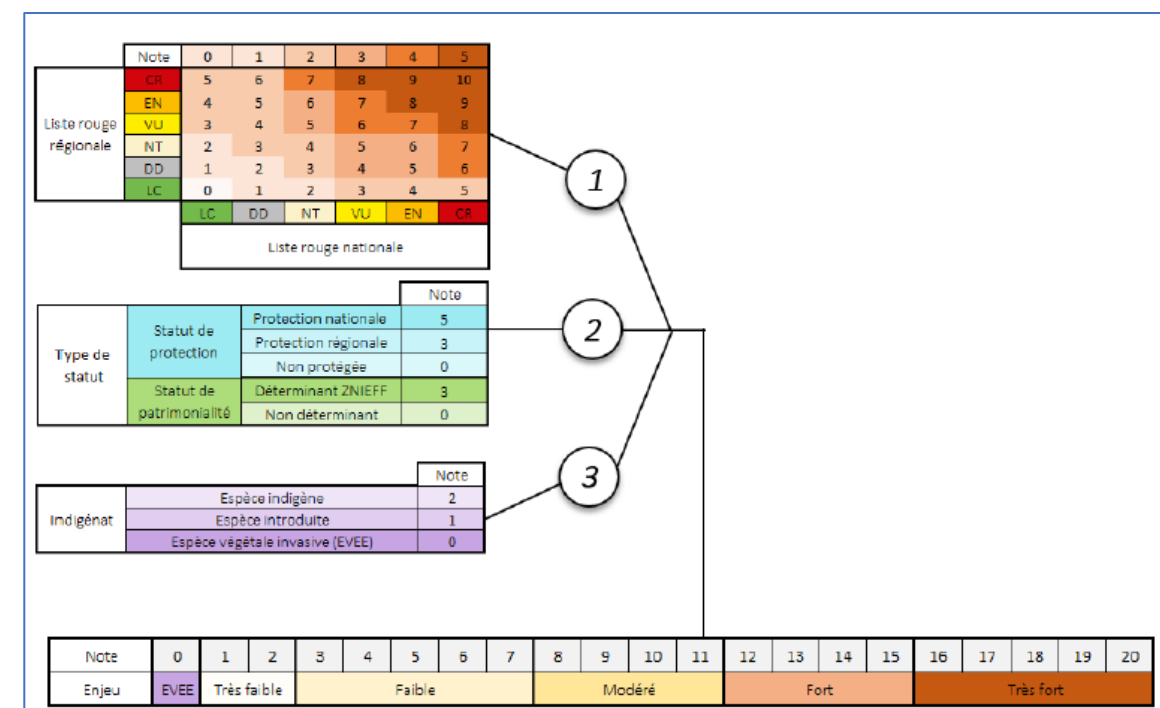 Note 0 1 2 3 4 5
CR 5 6 7 8 9 10
EN 4 5 6 7 8 9
Liste rouge régionale VU 3 4 5 6 7 8
NT 2 3 4 5 6 7
DD 1 2 3 4 5 6
LC 0 1 2 3 4 5
LC DD NT VU EN CR
Liste rouge nationale
1
Note
Type de statut
Statut de protection
Protection nationale 5
Protection régionale 3
Non protégée 0
Statut de patrimonialité
Déterminant ZNIEFF 3
Non déterminant 0
2
Note
Indigénat
Espèce indigène 2
Espèce introduite 1
Espèce végétale invasive (EVEE) 0
3
Note 0 1 2 3 4 5 6 7 8 9 10 11 12 13 14 15 16 17 18 19 20
Enjeu EVEE Très faible Faible Modéré Fort Très fort